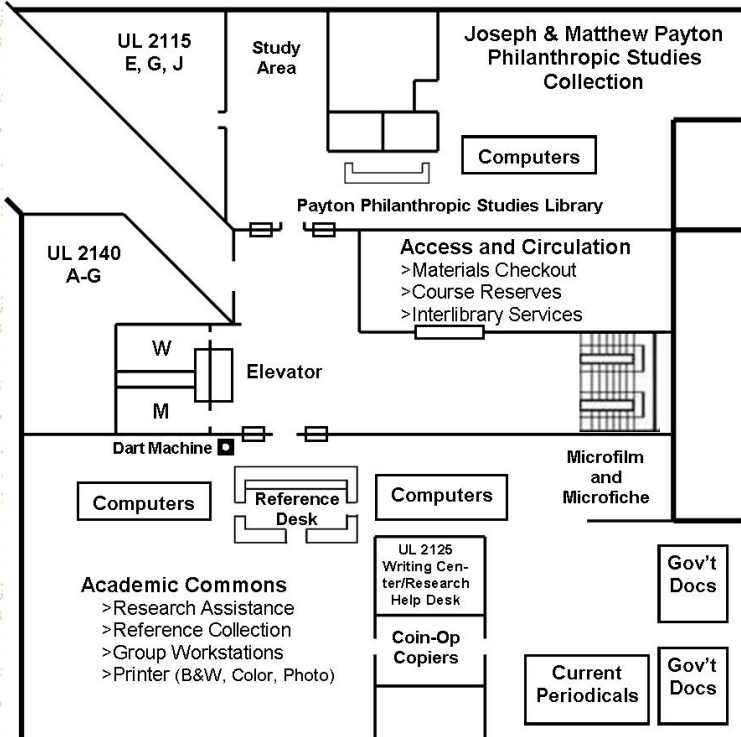 UL 2115
E, G, J
Study
Area
Joseph & Matthew Payton
Philanthropic Studies
Collection
Computers
Payton Philanthropic Studies Library
UL 2140
A-G
Access and Circulation
>Materials Checkout
>Course Reserves
>Interlibrary Services
W
Elevator
M
Dart Machine
Microfilm
and
Microfiche
Computers
Reference
Desk
Computers
UL 2125
Writing Cen-
ter/Research
Help Desk
Gov't
Docs
Academic Commons
>Research Assistance
>Reference Collection
>Group Workstations
>Printer (B&W, Color, Photo)
Coin-Op
Copiers
Current
Periodicals
Gov't
Docs